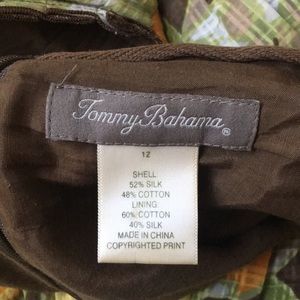 Tommy Bahama®
12
SHELL
52% SILK
48% COTTON
LINING:
60% COTTON
40% SILK
MADE IN CHINA
COPYRIGHTED PRINT